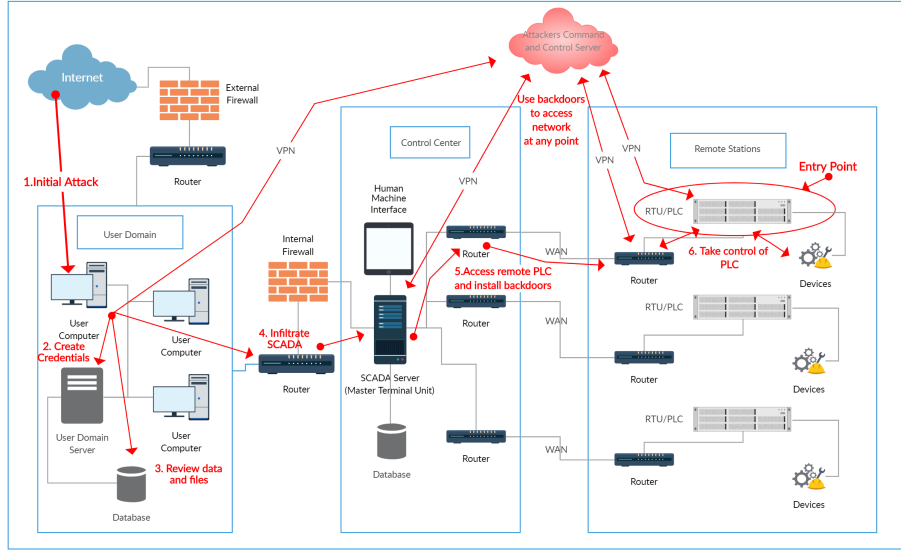 Attackers Command
and Control Server
Internet
External
Firewall
Use backdoors
to access
network
at any point
VPN
Control Center
Remote Stations
VPN
VPN
VPN
Router
1.Initial Attack
Entry Point
Human
Machine
Interface
RTU/PLC
User Domain
Internal
Firewall
Router
WAN
6. Take control of
PLC
Router
Devices
5.Access remote PLC
and install backdoors
User
Computer
User
Computer
2. Create
Credentials
4. Infiltrate
SCADA
Router
WAN
RTU/PLC
Router
Devices
Router
SCADA Server
(Master Terminal Unit)
User Domain
Server
User
Computer
RTU/PLC
Router
WAN
Router
Devices
3. Review data
and files
Database
Database